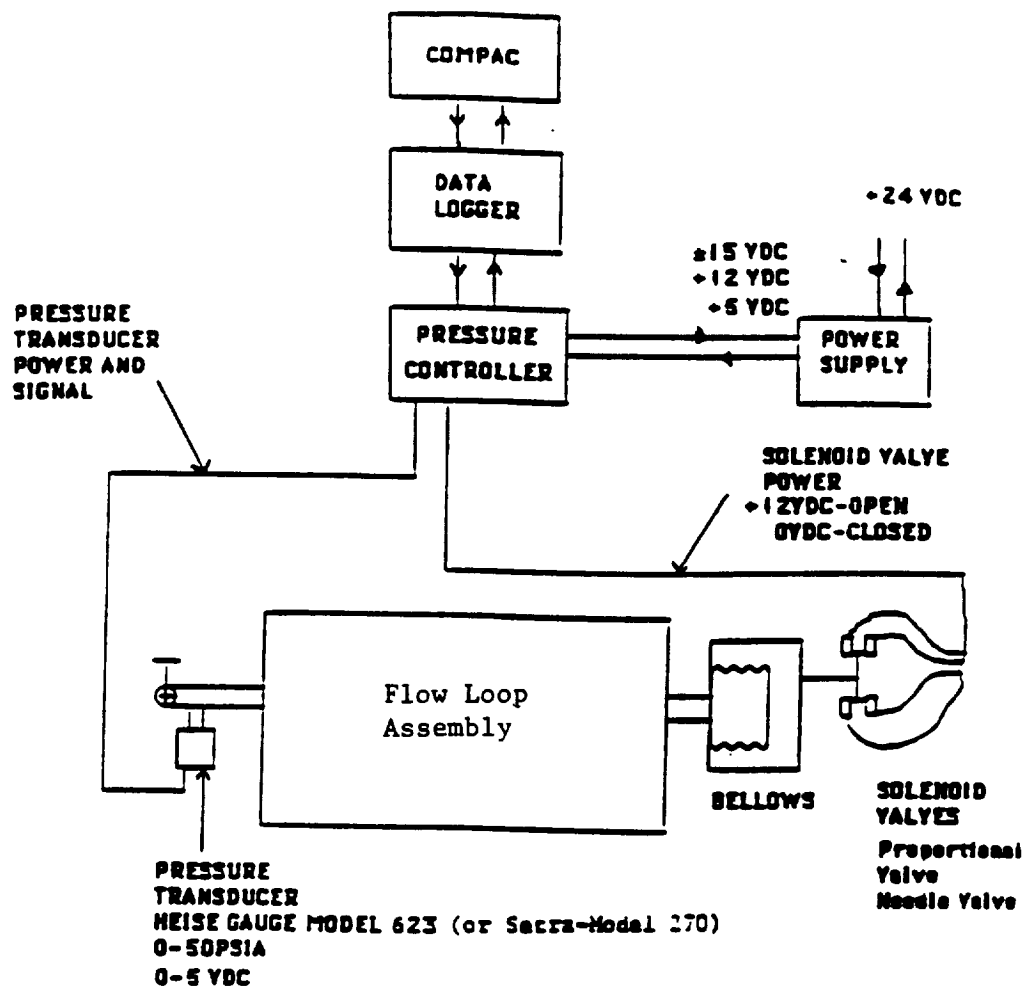 COMPAC
DATA
LOGGER
+24 VDC
±15 VDC
+12 VDC
+5 VDC
PRESSURE
TRANSDUCER
POWER AND
SIGNAL
PRESSURE
CONTROLLER
POWER
SUPPLY
SOLENOID VALVE
POWER
+12VDC-OPEN
0VDC-CLOSED
Flow Loop
Assembly
BELLOWS
SOLENOID
VALVES
Proportional
Valve
Needle Valve
PRESSURE
TRANSDUCER
HEISE GAUGE MODEL 623 (or Setra-Model 270)
0-50PSIA
0-5 VDC